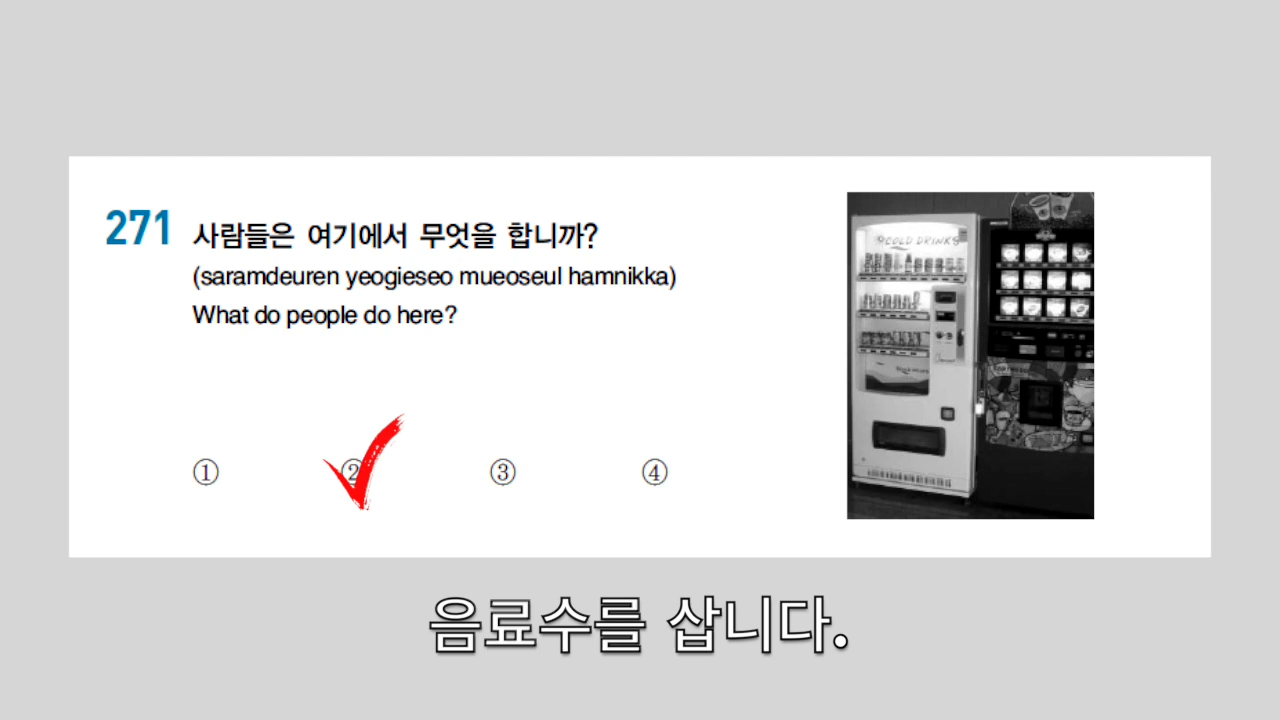 271 사람들은 여기에서 무엇을 합니까?
(saramdeuren yeogieseo mueoseul hamnikka)
What do people do here?
COLD DRINKS
① ② ③ ④
음료수를 삽니다.